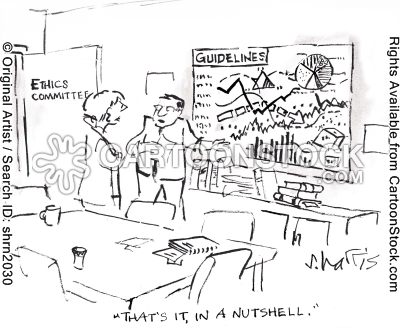 ETHICS
COMMITTEE
GUIDELINES
CARTOONSTOCK
.com
S. Harris
"THAT'S IT, IN A NUTSHELL."
© Original Artist / Search ID: shrn2030
Rights Available from CartoonStock.com